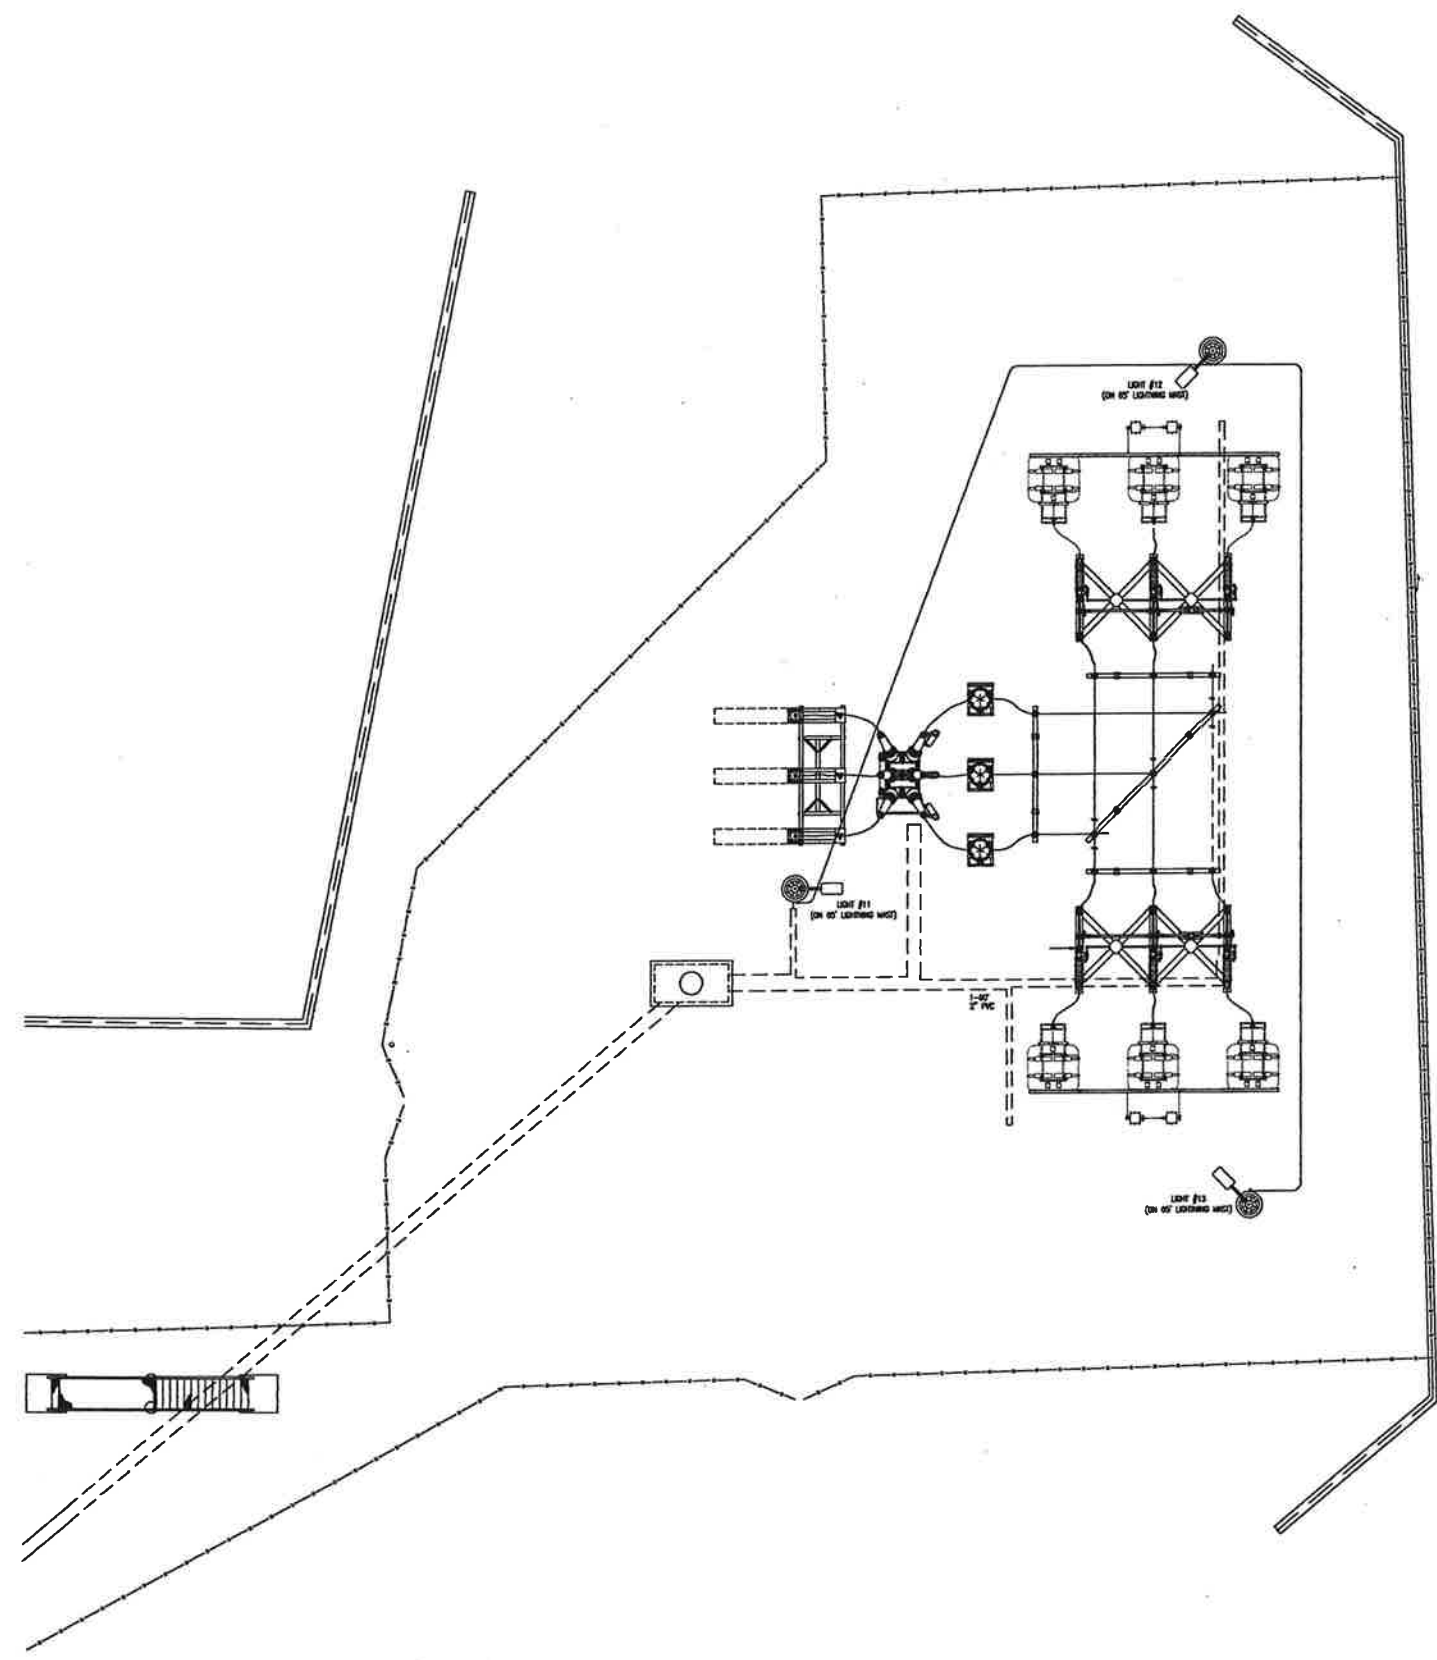 LIGHT #12
(ON 65' LIGHTNING MAST)
LIGHT #11
(ON 65' LIGHTNING MAST)
2" PVC
LIGHT #13
(ON 65' LIGHTNING MAST)